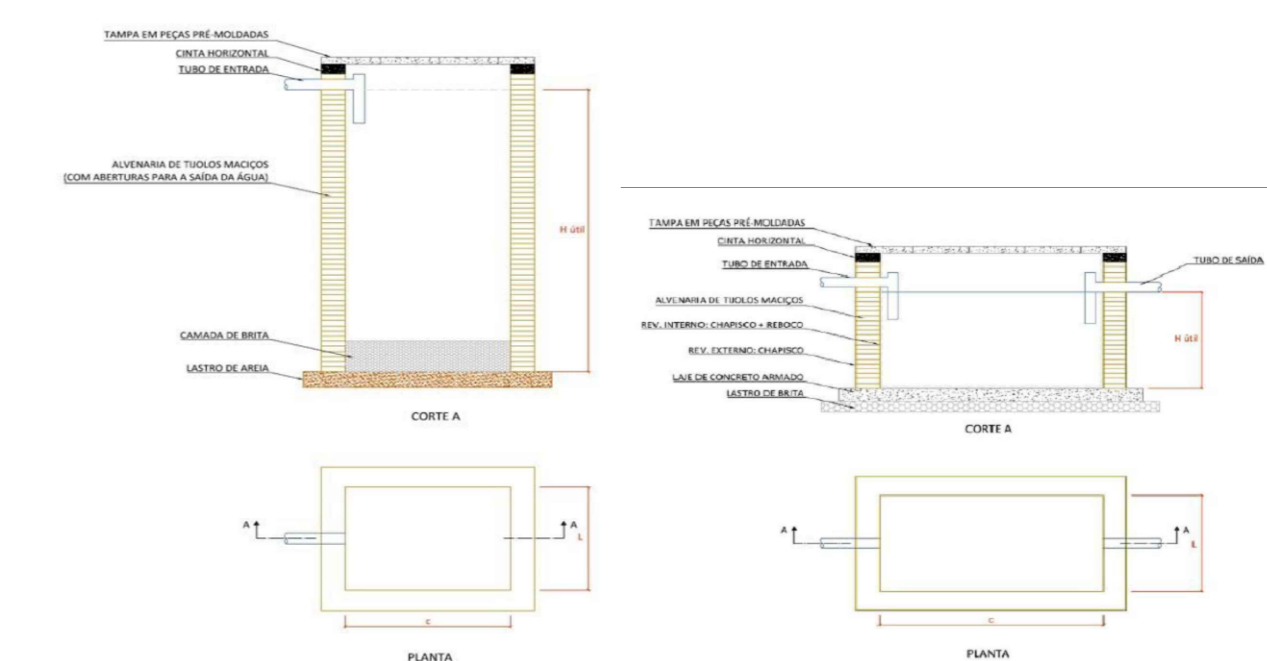 TAMPA EM PEÇAS PRÉ-MOLDADAS
CINTA HORIZONTAL
TUBO DE ENTRADA
ALVENARIA DE TIJOLOS MACIÇOS
(COM ABERTURAS PARA A SAÍDA DA ÁGUA)
H útil
CAMADA DE BRITA
LASTRO DE AREIA
CORTE A
A
A
L
C
PLANTA
TAMPA EM PEÇAS PRÉ-MOLDADAS
CINTA HORIZONTAL
TUBO DE ENTRADA
TUBO DE SAÍDA
ALVENARIA DE TIJOLOS MACIÇOS
REV. INTERNO: CHAPISCO + REBOCO
H útil
REV. EXTERNO: CHAPISCO
LAJE DE CONCRETO ARMADO
LASTRO DE BRITA
CORTE A
A
A
L
C
PLANTA